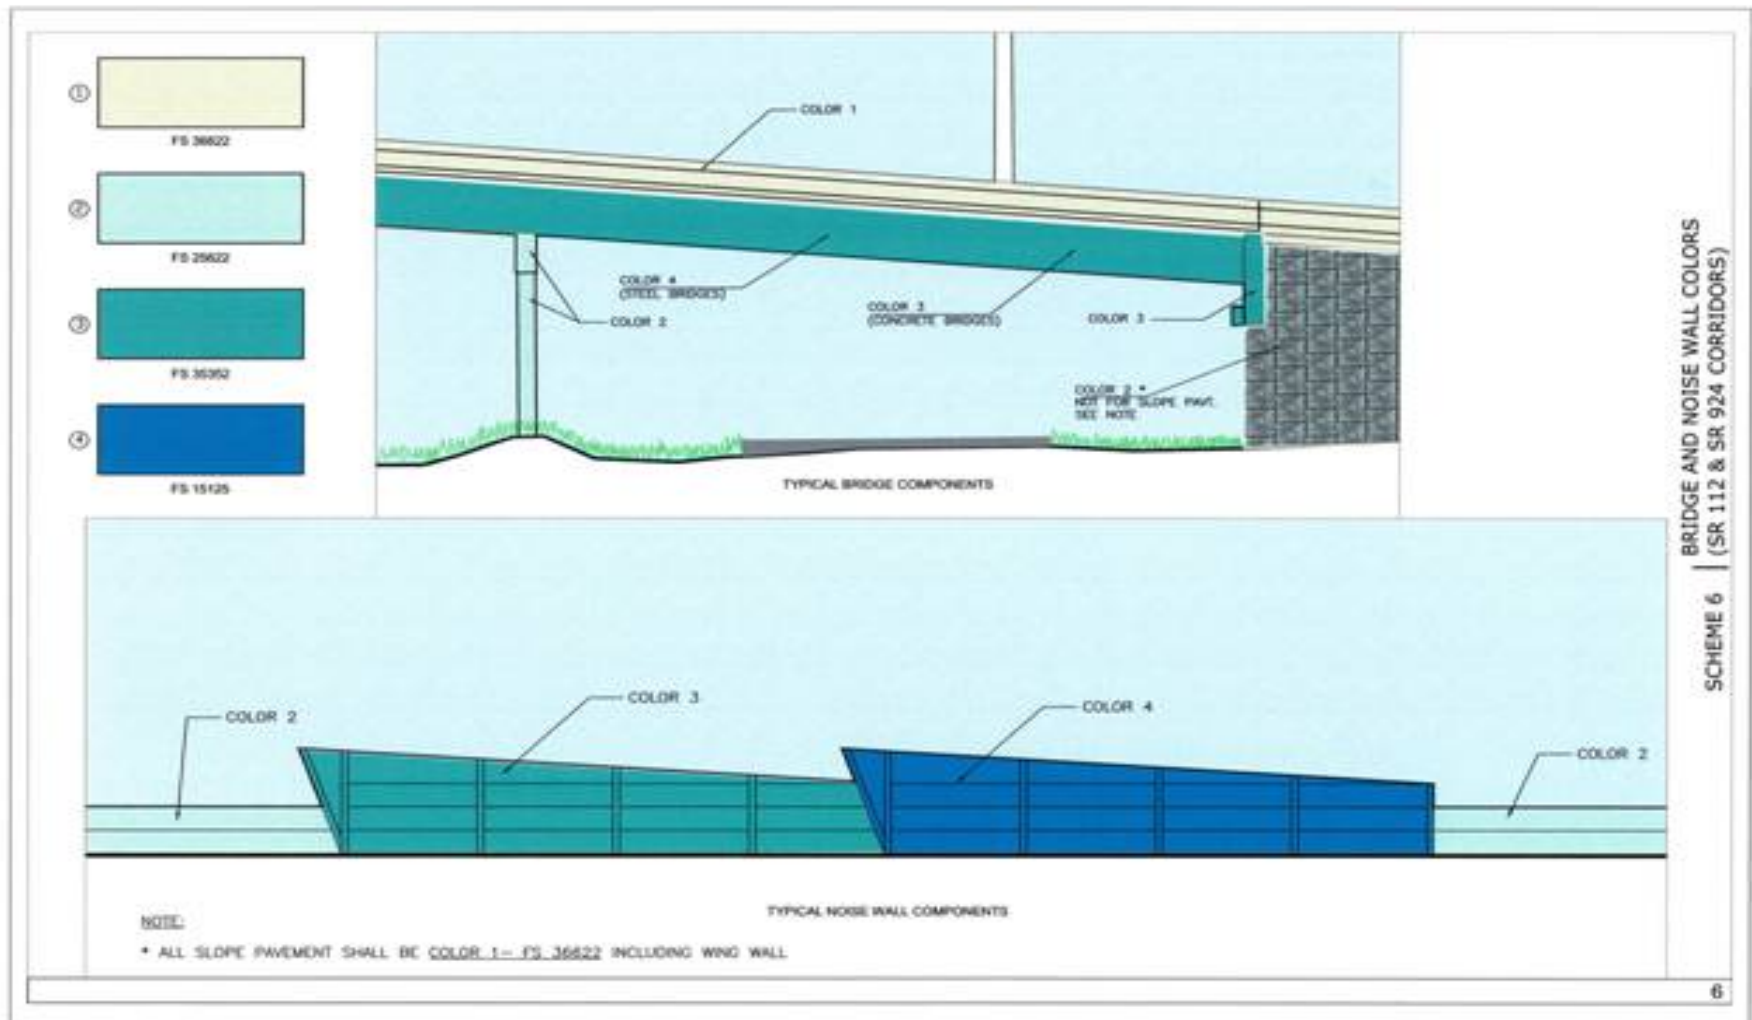 ①
FS 36622
②
FS 25622
③
FS 35352
④
FS 15125
COLOR 1
COLOR 4
(STEEL BRIDGES)
COLOR 2
COLOR 3
(CONCRETE BRIDGES)
COLOR 3
COLOR 2 *
NOT FOR SLOPE PAVT.
SEE NOTE
TYPICAL BRIDGE COMPONENTS
COLOR 2
COLOR 3
COLOR 4
COLOR 2
TYPICAL NOISE WALL COMPONENTS
NOTE:
* ALL SLOPE PAVEMENT SHALL BE COLOR 1- FS 36622 INCLUDING WING WALL
SCHEME 6
BRIDGE AND NOISE WALL COLORS
(SR 112 & SR 924 CORRIDORS)
6